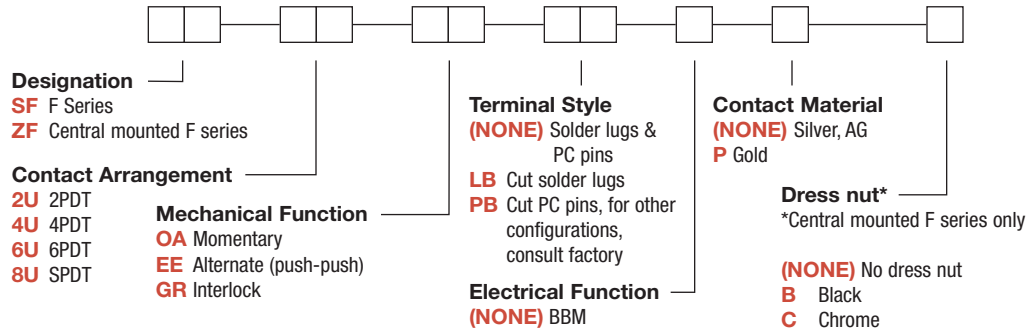 Designation
SF F Series
ZF Central mounted F series
Contact Arrangement
2U 2PDT
4U 4PDT
6U 6PDT
8U SPDT
Mechanical Function
OA Momentary
EE Alternate (push-push)
GR Interlock
Terminal Style
(NONE) Solder lugs &
PC pins
LB Cut solder lugs
PB Cut PC pins, for other
configurations,
consult factory
Electrical Function
(NONE) BBM
Contact Material
(NONE) Silver, AG
P Gold
Dress nut*
*Central mounted F series only
(NONE) No dress nut
B Black
C Chrome